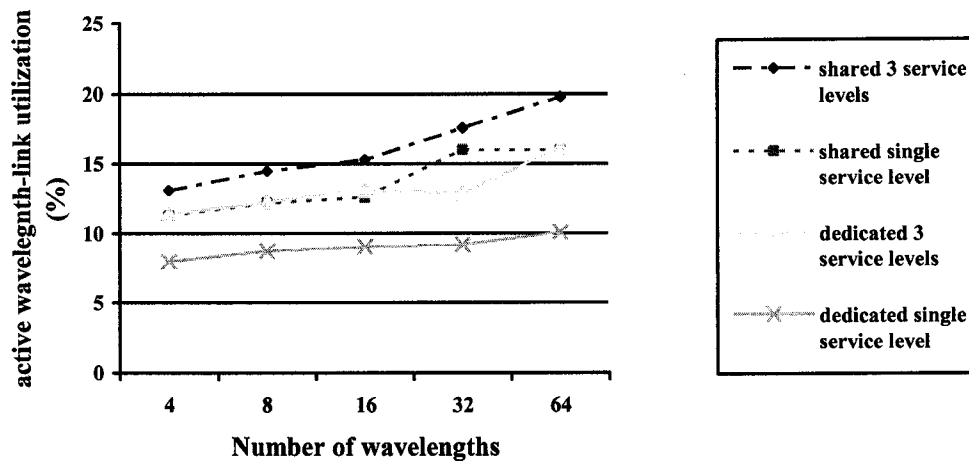 25
20
15
10
5
0
active wavelegnth-link utilization
(%)
4 8 16 32 64
Number of wavelengths
shared 3 service
levels
shared single
service level
dedicated 3
service levels
dedicated single
service level